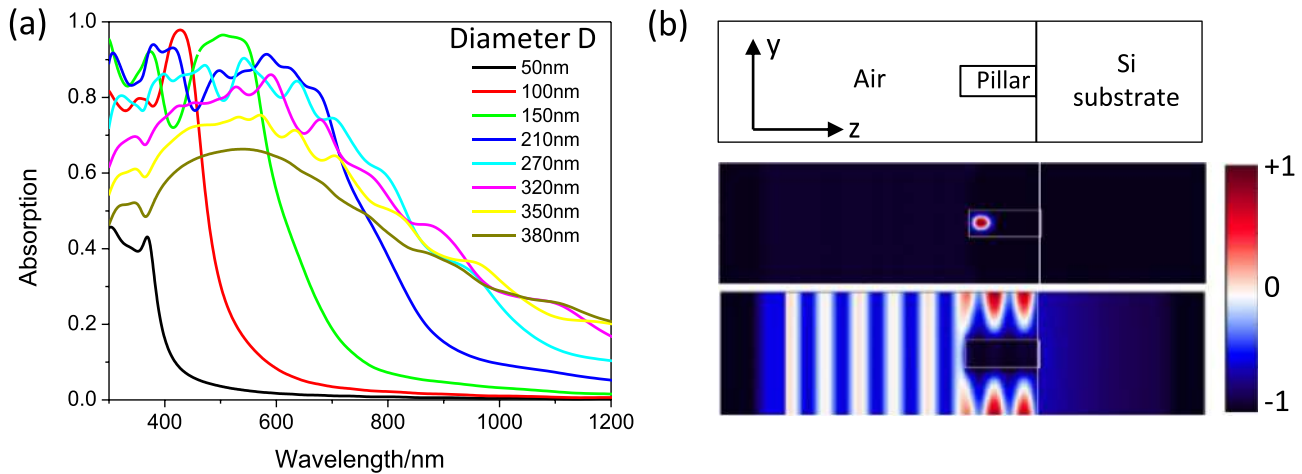 (a)
Absorption
1.0
0.8
0.6
0.4
0.2
0.0
400
600
800
1000
1200
Wavelength/nm
Diameter D
50nm
100nm
150nm
210nm
270nm
320nm
350nm
380nm
(b)
y
z
Air
Pillar
Si
substrate
+1
0
-1